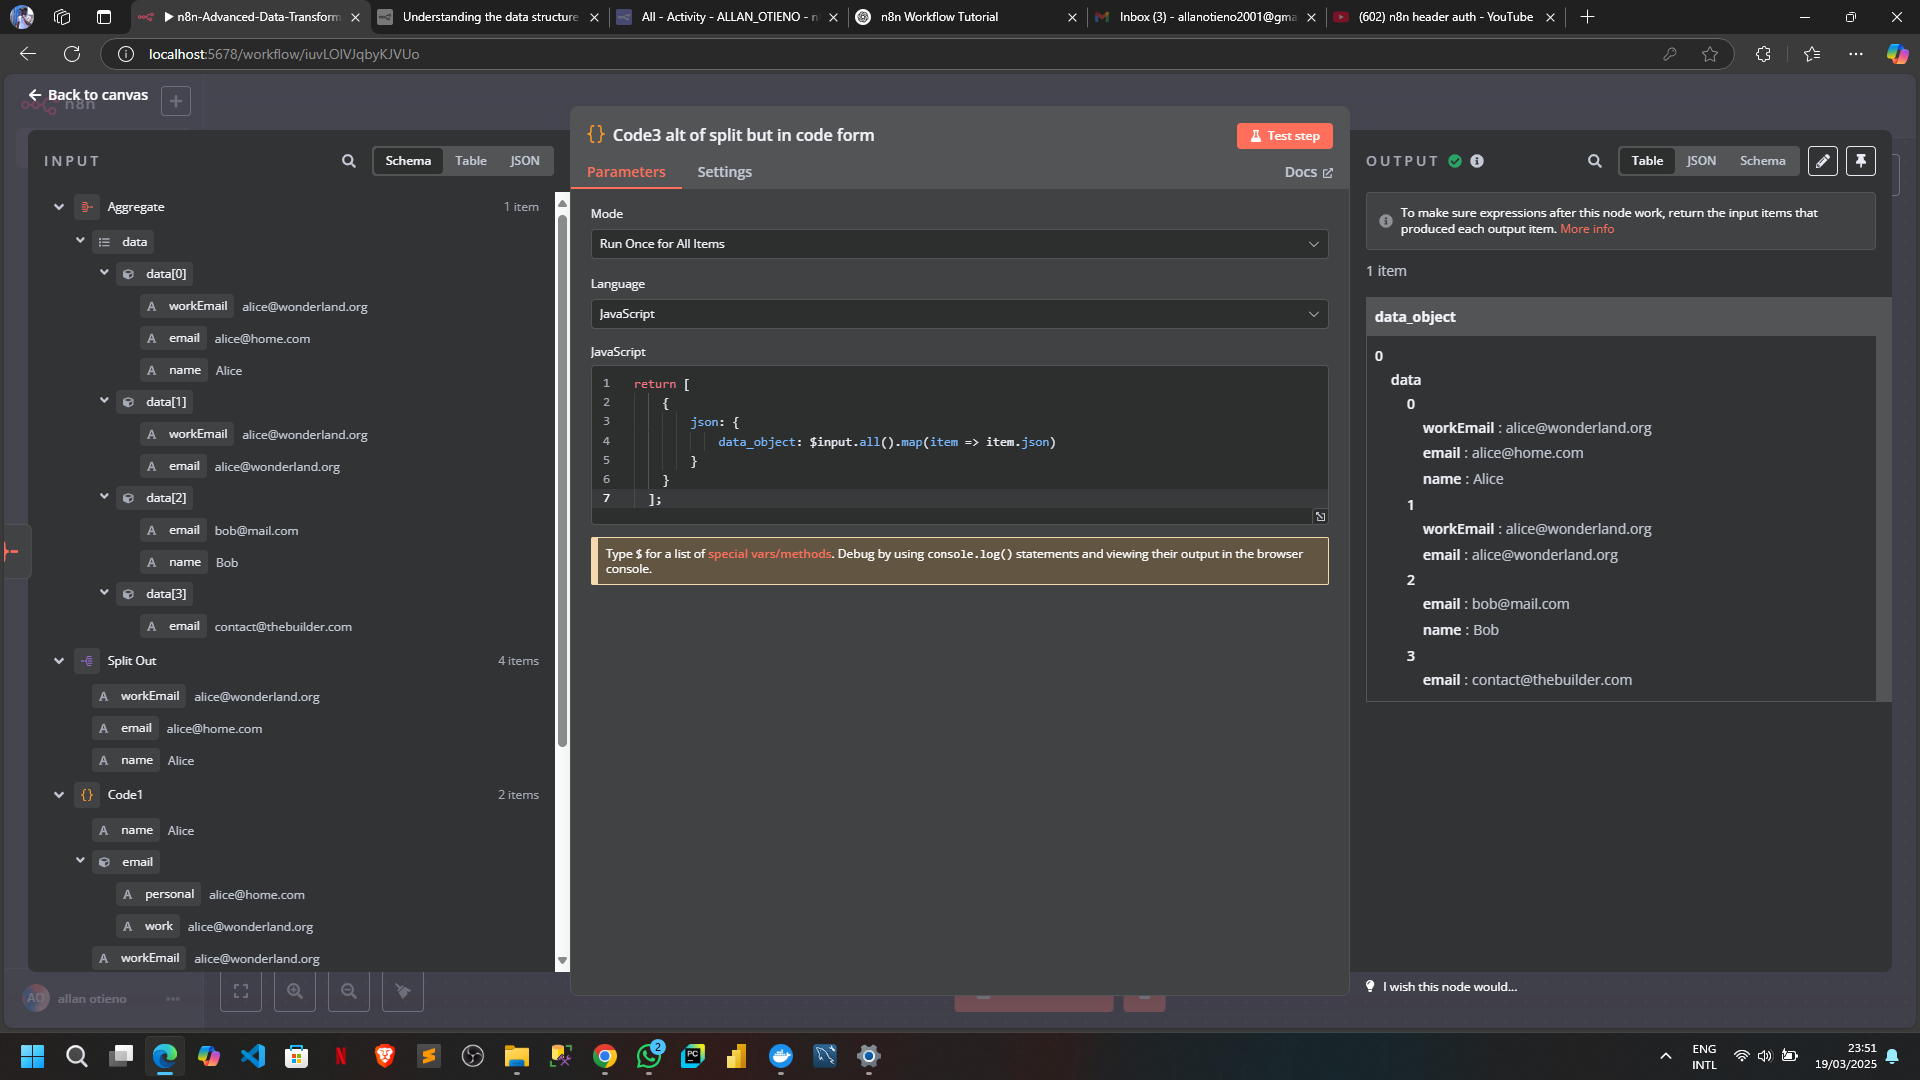 ▶ n8n-Advanced-Data-Transform
Understanding the data structure
All - Activity - ALLAN_OTIENO - n
n8n Workflow Tutorial
Inbox (3) - allanotieno2001@gma
(602) n8n header auth - YouTube
localhost:5678/workflow/iuvLOIVJqbyKJVUo
Back to canvas
n8n
INPUT
Schema
Table
JSON
Aggregate
1 item
data
data[0]
workEmail alice@wonderland.org
email alice@home.com
name Alice
data[1]
workEmail alice@wonderland.org
email alice@wonderland.org
data[2]
email bob@mail.com
name Bob
data[3]
email contact@thebuilder.com
Split Out
4 items
workEmail alice@wonderland.org
email alice@home.com
name Alice
Code1
2 items
name Alice
email
personal alice@home.com
work alice@wonderland.org
workEmail alice@wonderland.org
AO allan otieno
Code3 alt of split but in code form
Test step
Parameters
Settings
Docs
Mode
Run Once for All Items
Language
JavaScript
JavaScript
1 return [
2 {
3 json: {
4 data_object: $input.all().map(item => item.json)
5 }
6 }
7 ];
Type $ for a list of special vars/methods. Debug by using console.log() statements and viewing their output in the browser
console.
OUTPUT
Table
JSON
Schema
To make sure expressions after this node work, return the input items that
produced each output item. More info
1 item
data_object
0
data
0
workEmail : alice@wonderland.org
email : alice@home.com
name : Alice
1
workEmail : alice@wonderland.org
email : alice@wonderland.org
2
email : bob@mail.com
name : Bob
3
email : contact@thebuilder.com
I wish this node would...
2
ENG
INTL
23:51
19/03/2025